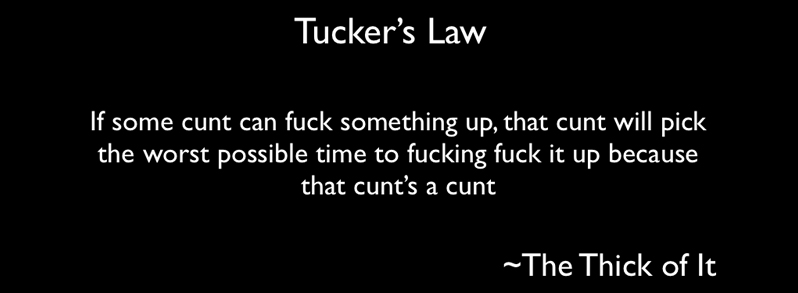 Tucker’s Law
If some cunt can fuck something up, that cunt will pick
the worst possible time to fucking fuck it up because
that cunt’s a cunt
~The Thick of It